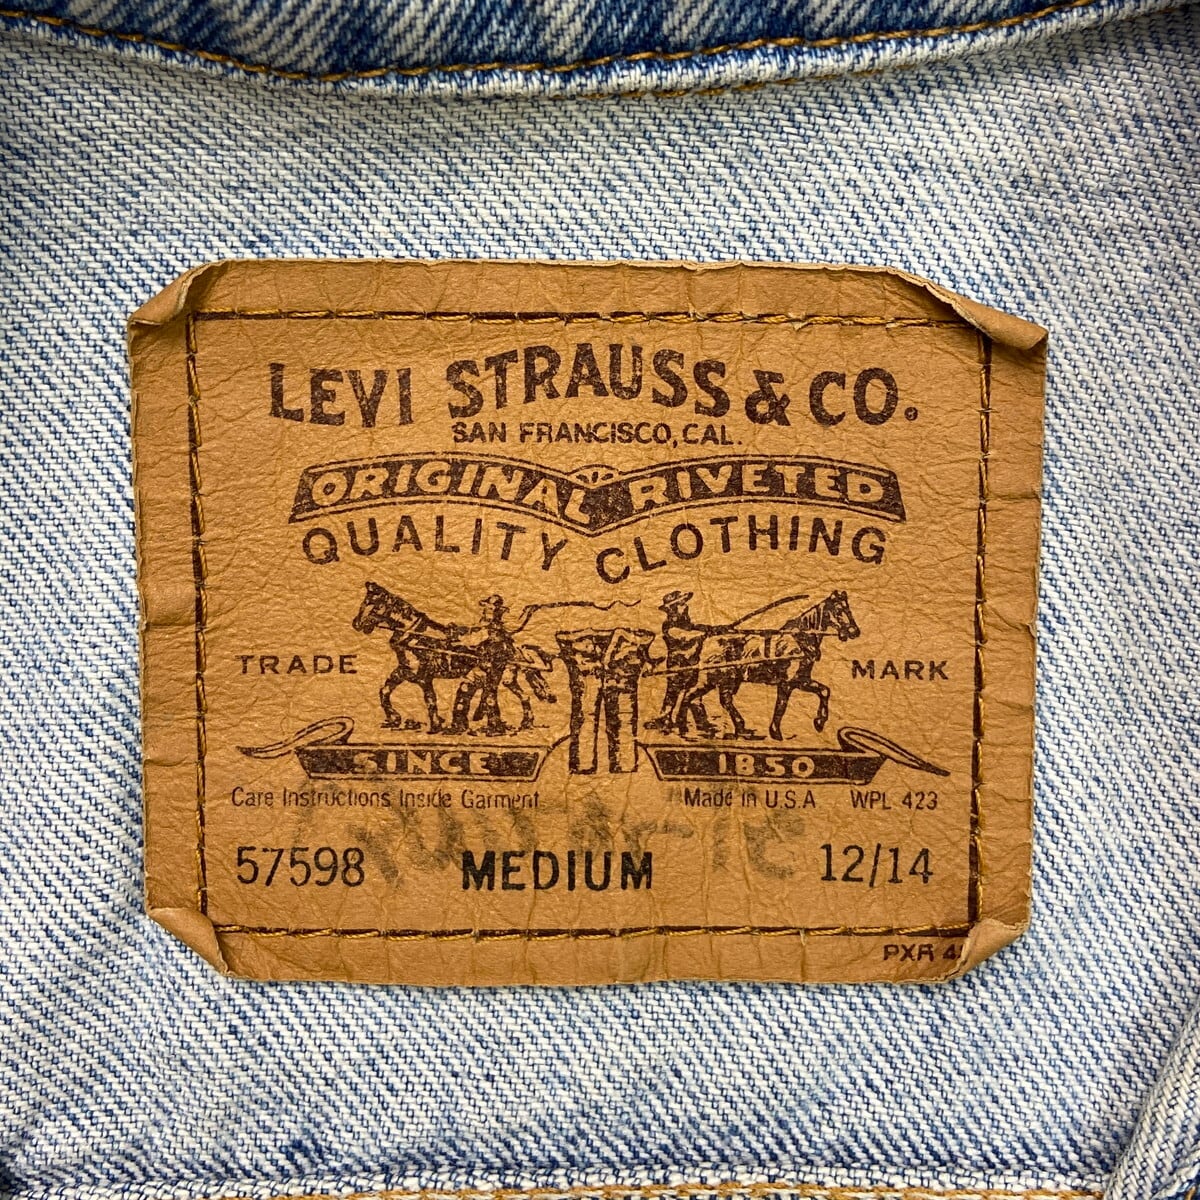 LEVI STRAUSS & CO.
SAN FRANCISCO, CAL.
ORIGINAL RIVETED
QUALITY CLOTHING
TRADE MARK
SINCE 1850
Care Instructions Inside Garment Made in U.S.A WPL 423
57598 MEDIUM 12/14
PXR